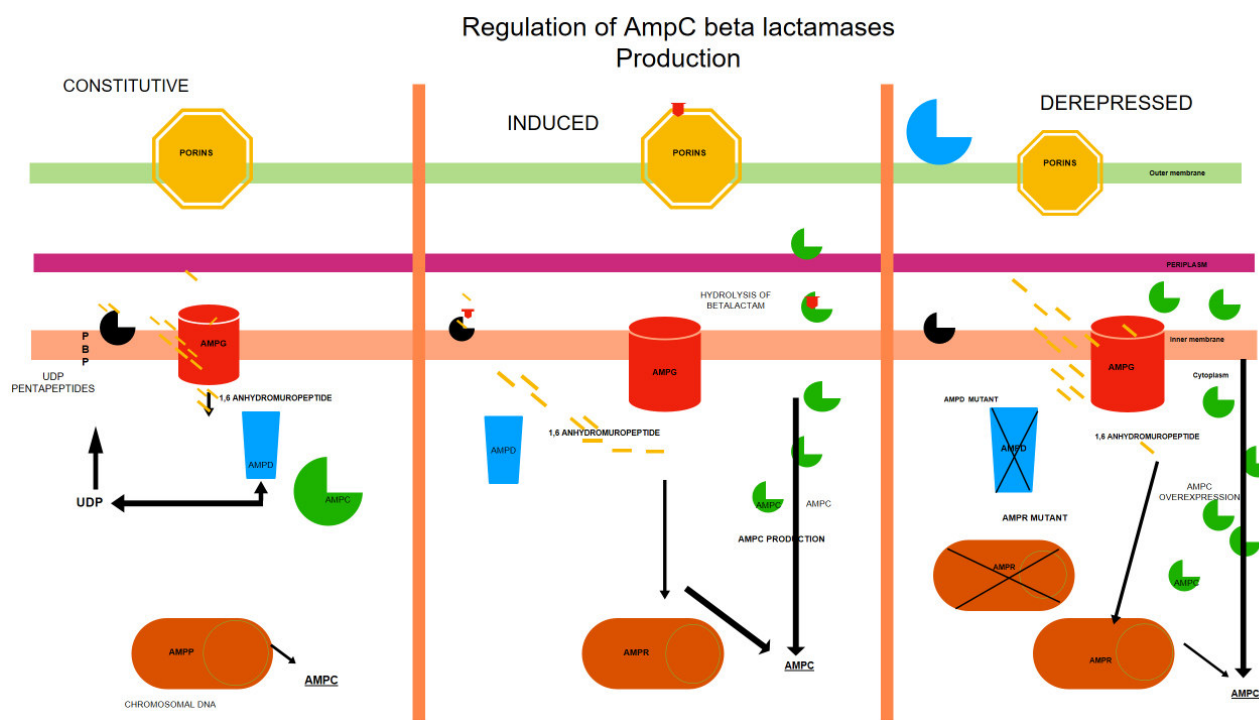 Regulation of AmpC beta lactamases
Production
CONSTITUTIVE
PORINS
P
B
P
UDP
PENTAPEPTIDES
AMPG
1,6 ANHYDROMUROPEPTIDE
AMPD
UDP
AMPC
AMPP
AMPC
CHROMOSOMAL DNA
INDUCED
PORINS
HYDROLYSIS OF
BETALACTAM
AMPG
1,6 ANHYDROMUROPEPTIDE
AMPD
AMPC
AMPC
AMPC PRODUCTION
AMPR
AMPC
DEREPRESSED
PORINS
Outer membrane
PERIPLASM
Inner membrane
AMPG
Cytoplasm
AMPD MUTANT
AMPD
1,6 ANHYDROMUROPEPTIDE
AMPC
OVEREXPRESSION
AMPR MUTANT
AMPR
AMPC
AMPR
AMPC